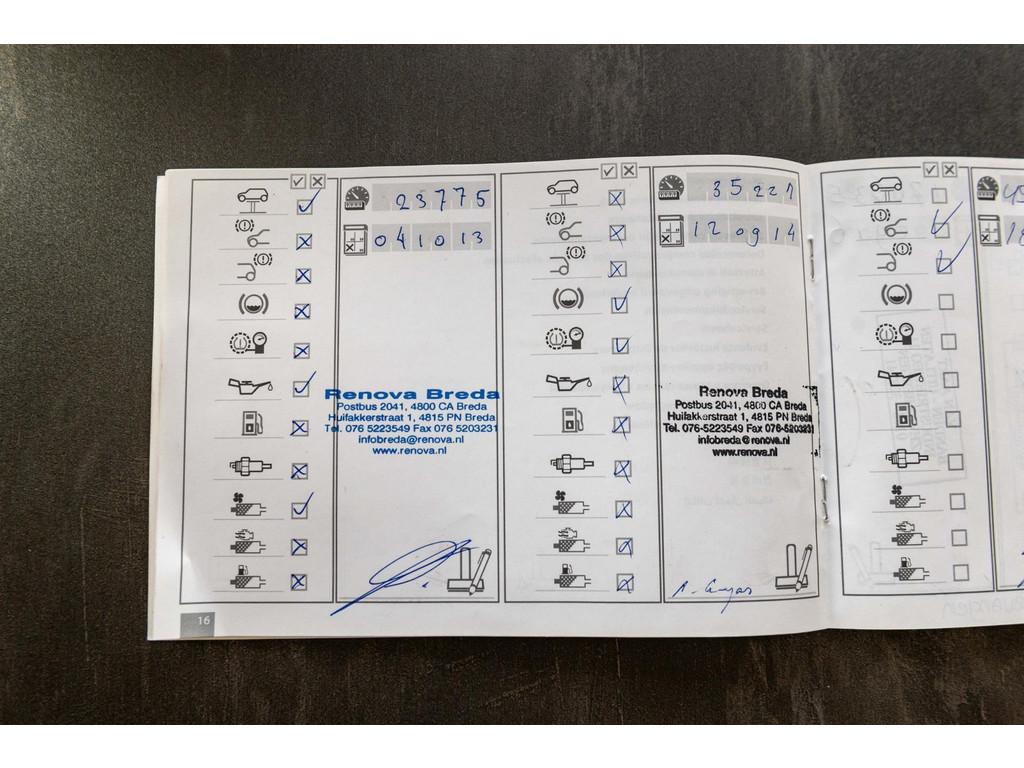 23775
041013
Renova Breda
Postbus 2041, 4800 CA Breda
Huifakkerstraat 1, 4815 PN Breda
Tel. 076 5223549 Fax 076 5203231
infobreda@renova.nl
www.renova.nl
16
35221
120914
Renova Breda
Postbus 2041, 4800 CA Breda
Huifakkerstraat 1, 4815 PN Breda
Tel. 076-5223549 Fax 076-5203231
infobreda@renova.nl
www.renova.nl